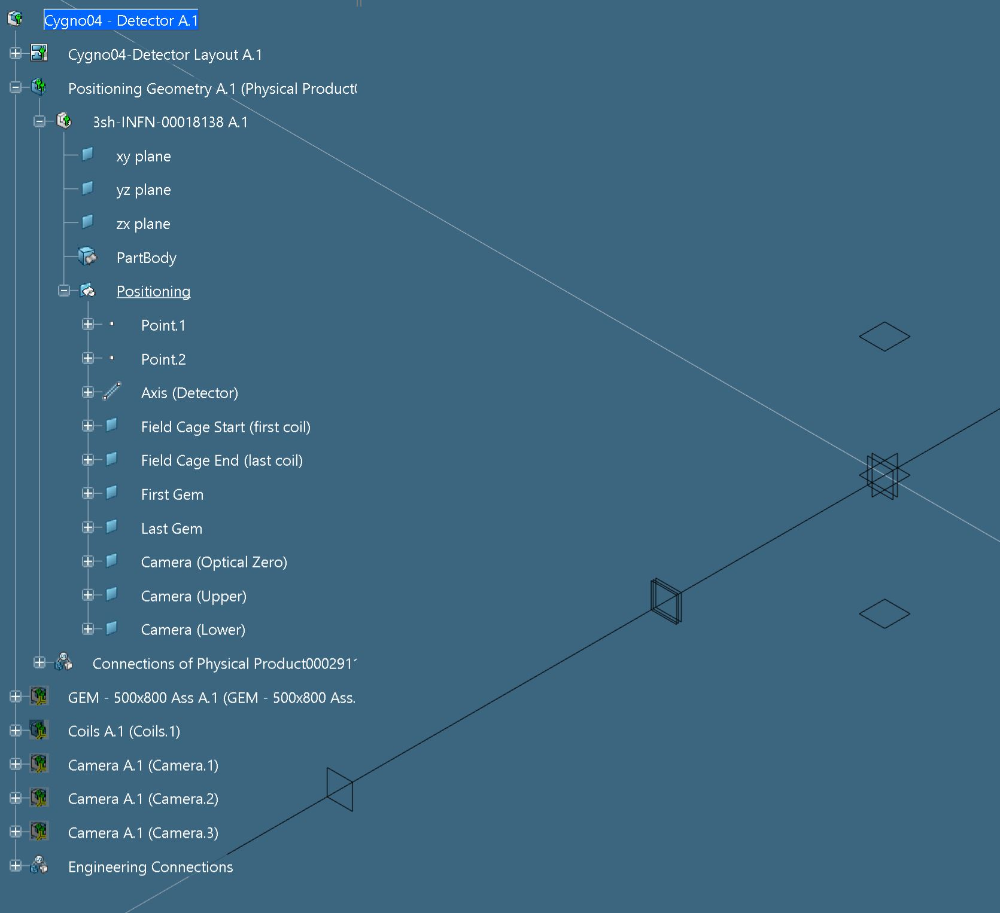 Cygno04 - Detector A.1
Cygno04-Detector Layout A.1
Positioning Geometry A.1 (Physical Product(
3sh-INFN-00018138 A.1
xy plane
yz plane
zx plane
PartBody
Positioning
Point.1
Point.2
Axis (Detector)
Field Cage Start (first coil)
Field Cage End (last coil)
First Gem
Last Gem
Camera (Optical Zero)
Camera (Upper)
Camera (Lower)
Connections of Physical Product0002911
GEM - 500x800 Ass A.1 (GEM - 500x800 Ass.
Coils A.1 (Coils.1)
Camera A.1 (Camera.1)
Camera A.1 (Camera.2)
Camera A.1 (Camera.3)
Engineering Connections